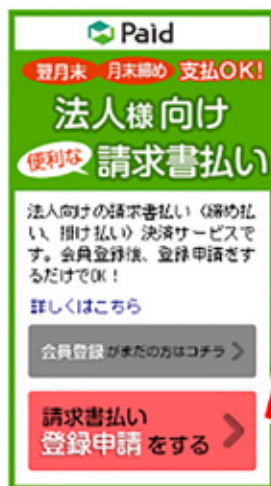 Paid
翌月末 月末締め 支払OK!
法人様向け
便利な 請求書払い
法人向けの請求書払い（締め払
い、掛け払い）決済サービスで
す。会員登録後、登録申請をす
るだけでOK！
詳しくはこちら
会員登録がまだの方はコチラ
請求書払い
登録申請をする